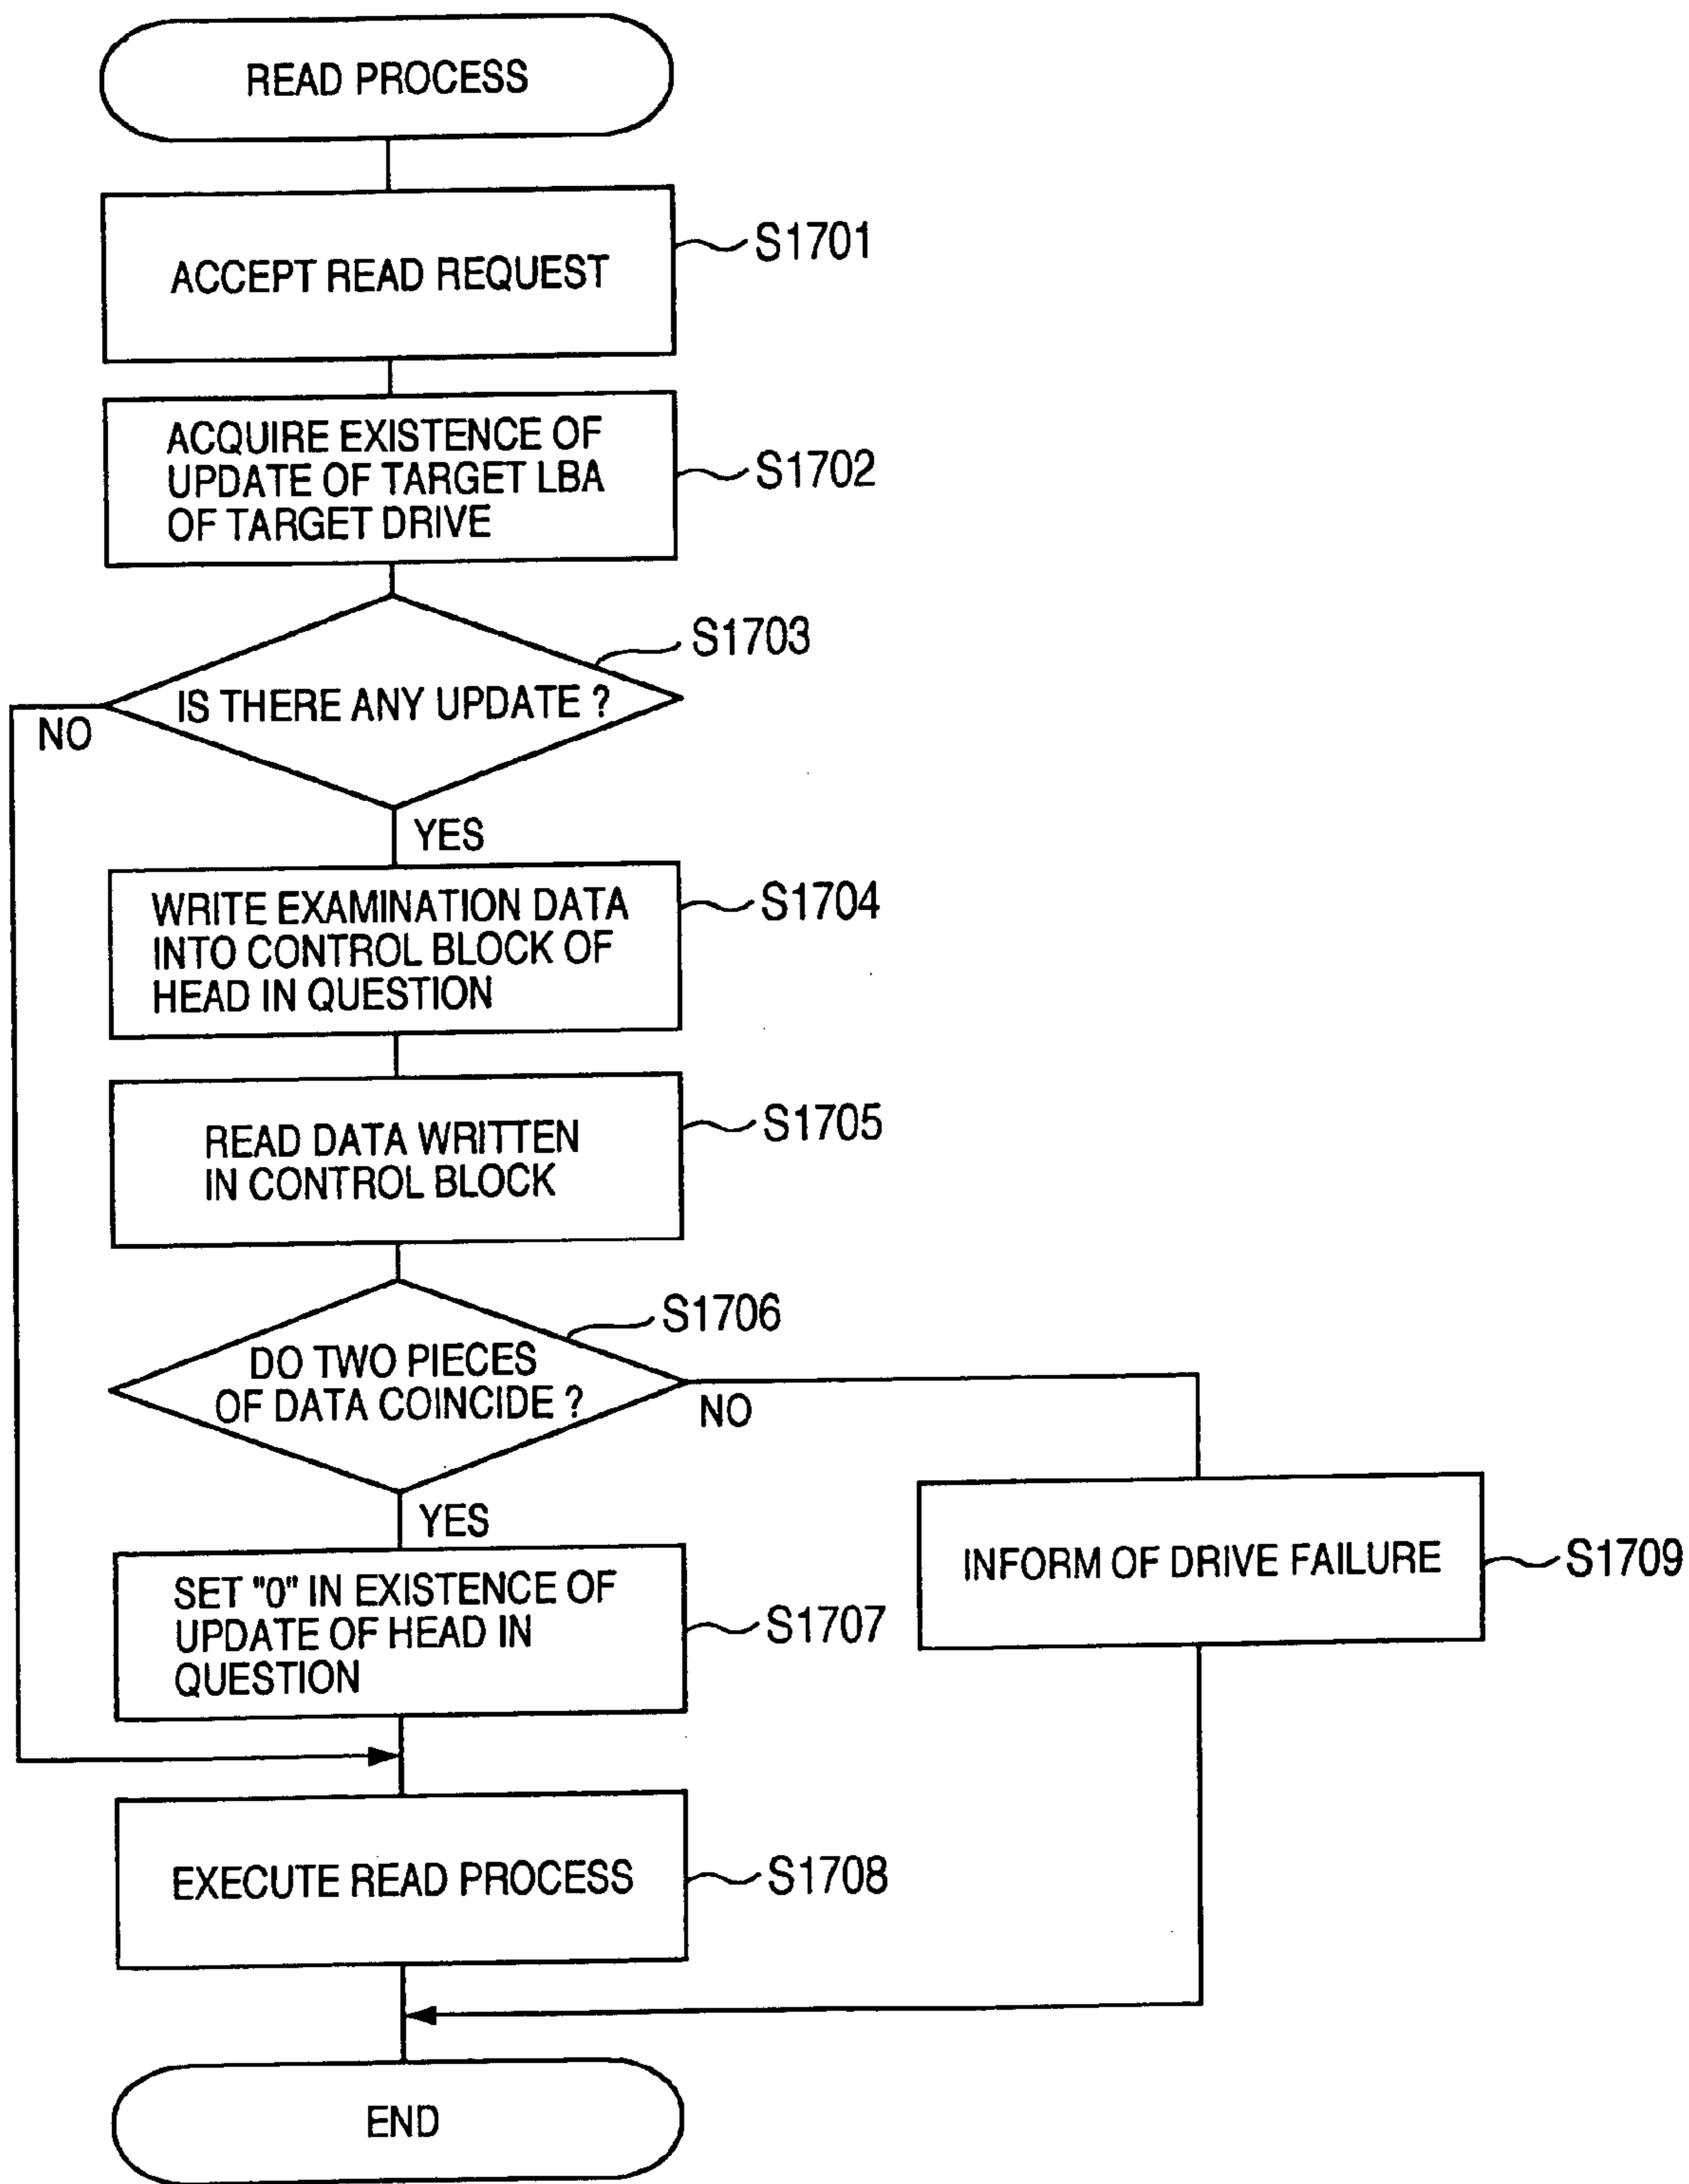 READ PROCESS
ACCEPT READ REQUEST
S1701
ACQUIRE EXISTENCE OF
UPDATE OF TARGET LBA
OF TARGET DRIVE
S1702
S1703
IS THERE ANY UPDATE ?
NO
YES
WRITE EXAMINATION DATA
INTO CONTROL BLOCK OF
HEAD IN QUESTION
S1704
READ DATA WRITTEN
IN CONTROL BLOCK
S1705
S1706
DO TWO PIECES
OF DATA COINCIDE ?
NO
YES
SET "0" IN EXISTENCE OF
UPDATE OF HEAD IN
QUESTION
S1707
INFORM OF DRIVE FAILURE
S1709
EXECUTE READ PROCESS
S1708
END